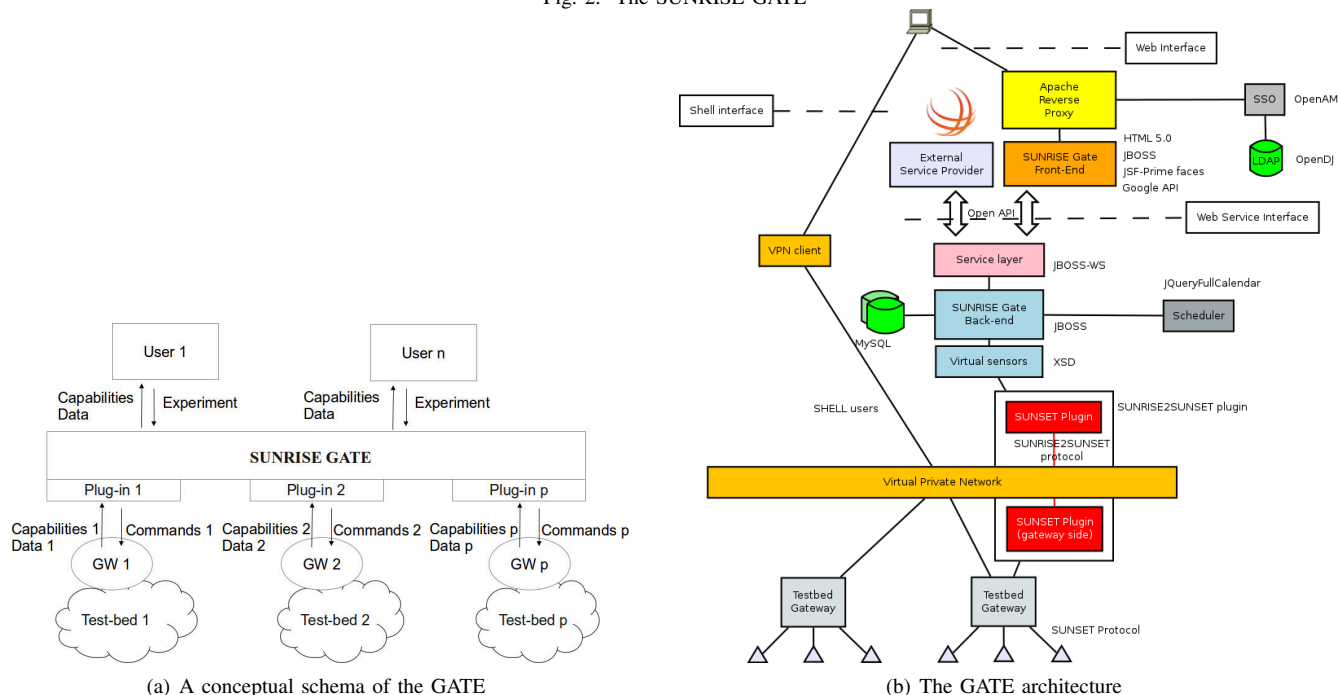 Fig. 2. The SUNRISE GATE
User 1
User n
Capabilities
Data
Experiment
Capabilities
Data
Experiment
SUNRISE GATE
Plug-in 1
Plug-in 2
Plug-in p
Capabilities 1
Data 1
Commands 1
Capabilities 2
Data 2
Commands 2
Capabilities p
Data p
Commands p
GW 1
GW 2
GW p
Test-bed 1
Test-bed 2
Test-bed p
(a) A conceptual schema of the GATE
Web Interface
Shell interface
Apache
Reverse
Proxy
SSO
OpenAM
LDAP
OpenDJ
External
Service Provider
SUNRISE Gate
Front-End
HTML 5.0
JBOSS
JSF-Prime faces
Google API
Open API
Web Service Interface
VPN client
Service layer
JBOSS-WS
JQueryFullCalendar
MySQL
SUNRISE Gate
Back-end
JBOSS
Scheduler
Virtual sensors
XSD
SHELL users
SUNSET Plugin
SUNRISE2SUNSET plugin
SUNRISE2SUNSET
protocol
Virtual Private Network
SUNSET Plugin
(gateway side)
Testbed
Gateway
Testbed
Gateway
SUNSET Protocol
(b) The GATE architecture